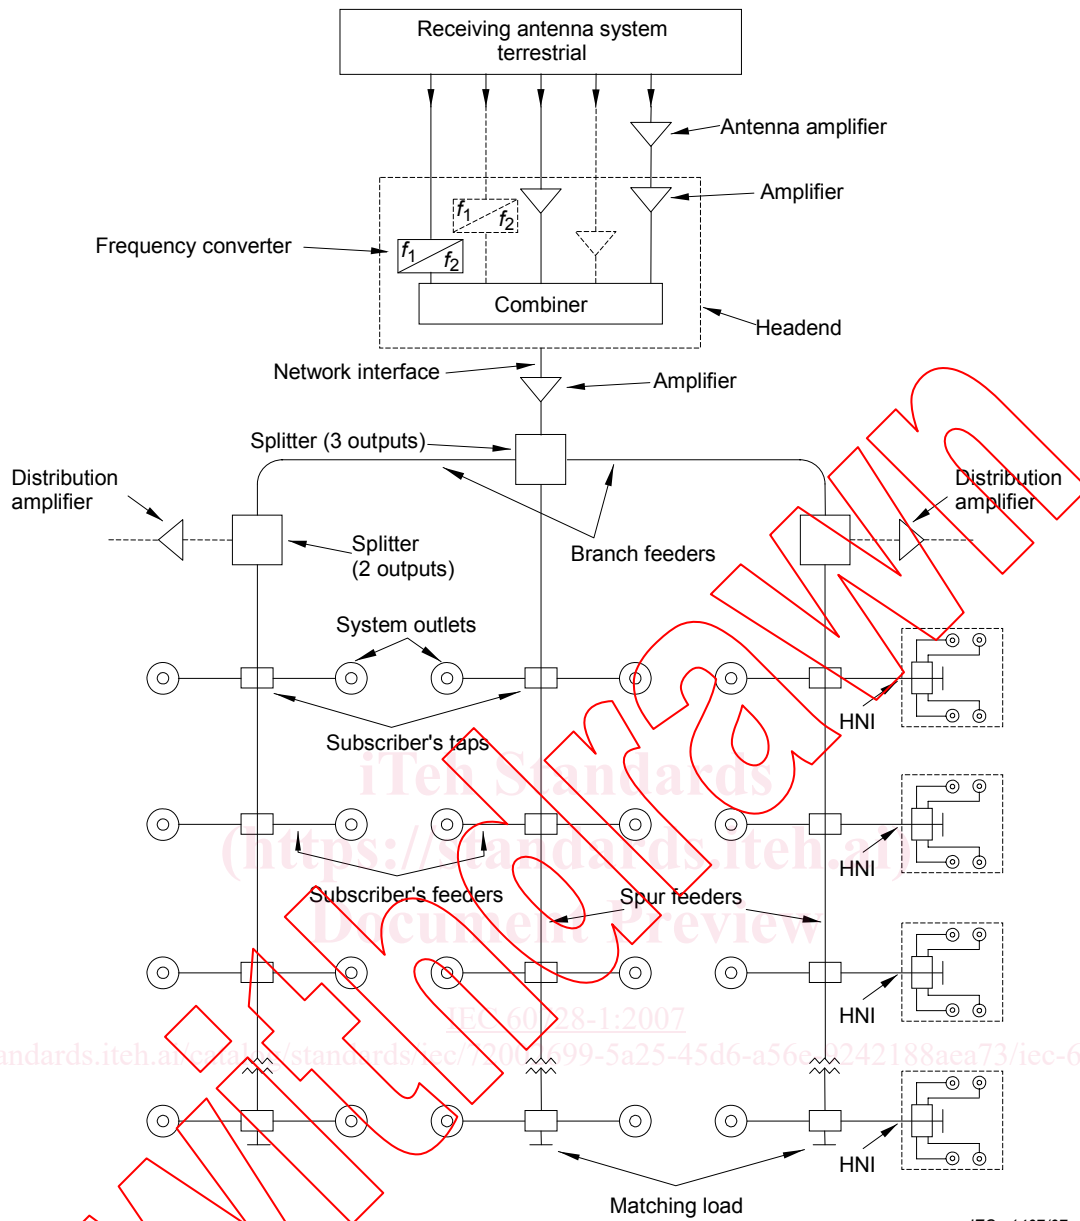 Receiving antenna system
terrestrial
Antenna amplifier
Amplifier
f1 f2
Frequency converter
f1 f2
Combiner
Headend
Network interface
Amplifier
Splitter (3 outputs)
Distribution
amplifier
Distribution
amplifier
Splitter
(2 outputs)
Branch feeders
System outlets
HNI
Subscriber's taps
iTeh Standards
(https://standards.iteh.ai)
HNI
Subscriber's feeders
Spur feeders
Document Preview
IEC 60728-1:2007
HNI
HNI
Matching load
Withdrawn